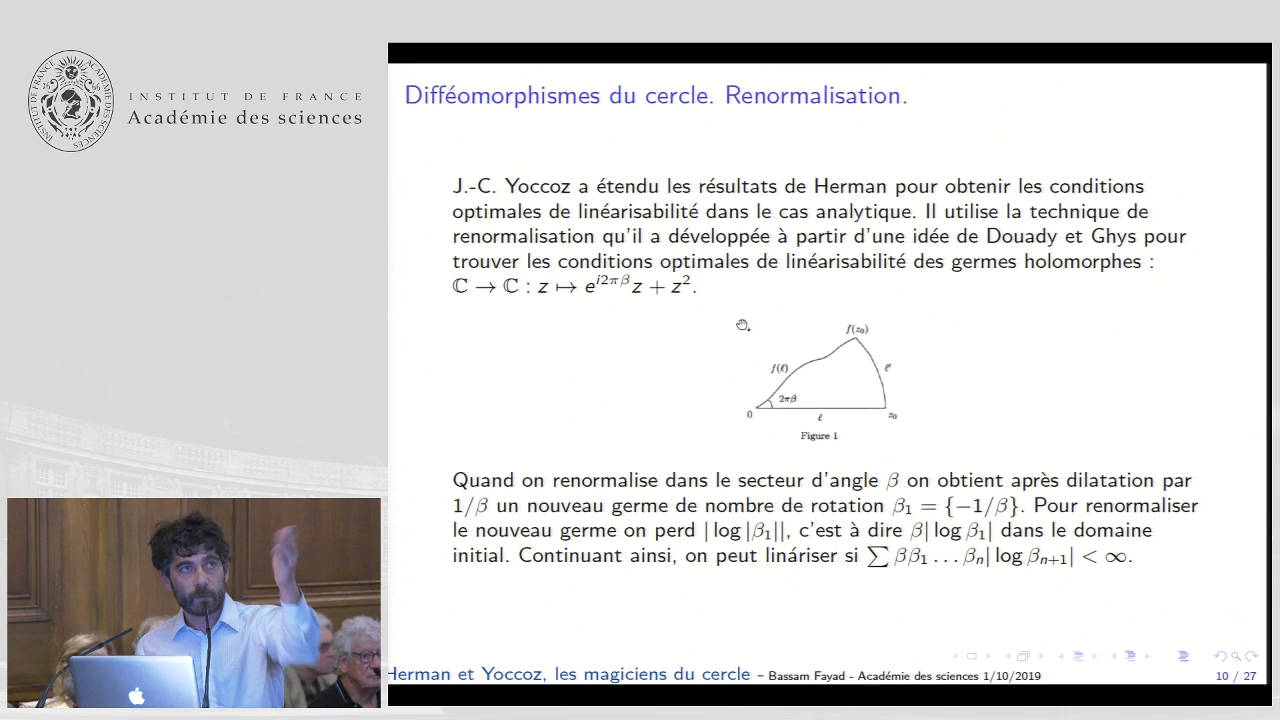 INSTITUT DE FRANCE
Académie des sciences
Difféomorphismes du cercle. Renormalisation.
J.-C. Yoccoz a étendu les résultats de Herman pour obtenir les conditions
optimales de linéarisabilité dans le cas analytique. Il utilise la technique de
renormalisation qu'il a développée à partir d'une idée de Douady et Ghys pour
trouver les conditions optimales de linéarisabilité des germes holomorphes :
ℂ → ℂ : z ↦ e^{i2πβ}z + z².
f(z₀)
f(ℓ)
ℓ'
2πβ
0
ℓ
z₀
Figure 1
Quand on renormalise dans le secteur d'angle β on obtient après dilatation par
1/β un nouveau germe de nombre de rotation β₁ = {−1/β}. Pour renormaliser
le nouveau germe on perd | log |β₁||, c'est à dire β| log β₁| dans le domaine
initial. Continuant ainsi, on peut lináriser si ∑ ββ₁ … βₙ| log βₙ₊₁| < ∞.
Herman et Yoccoz, les magiciens du cercle - Bassam Fayad - Académie des sciences 1/10/2019
10 / 27